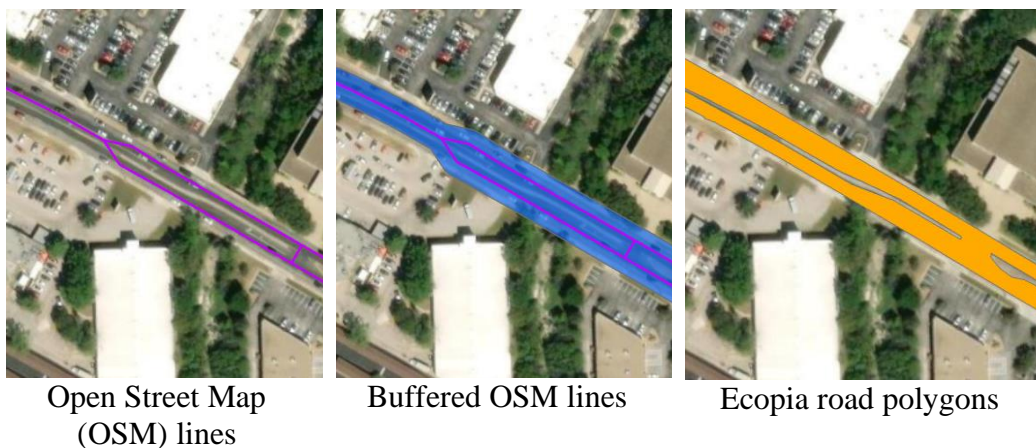 Open Street Map
(OSM) lines
Buffered OSM lines
Ecopia road polygons